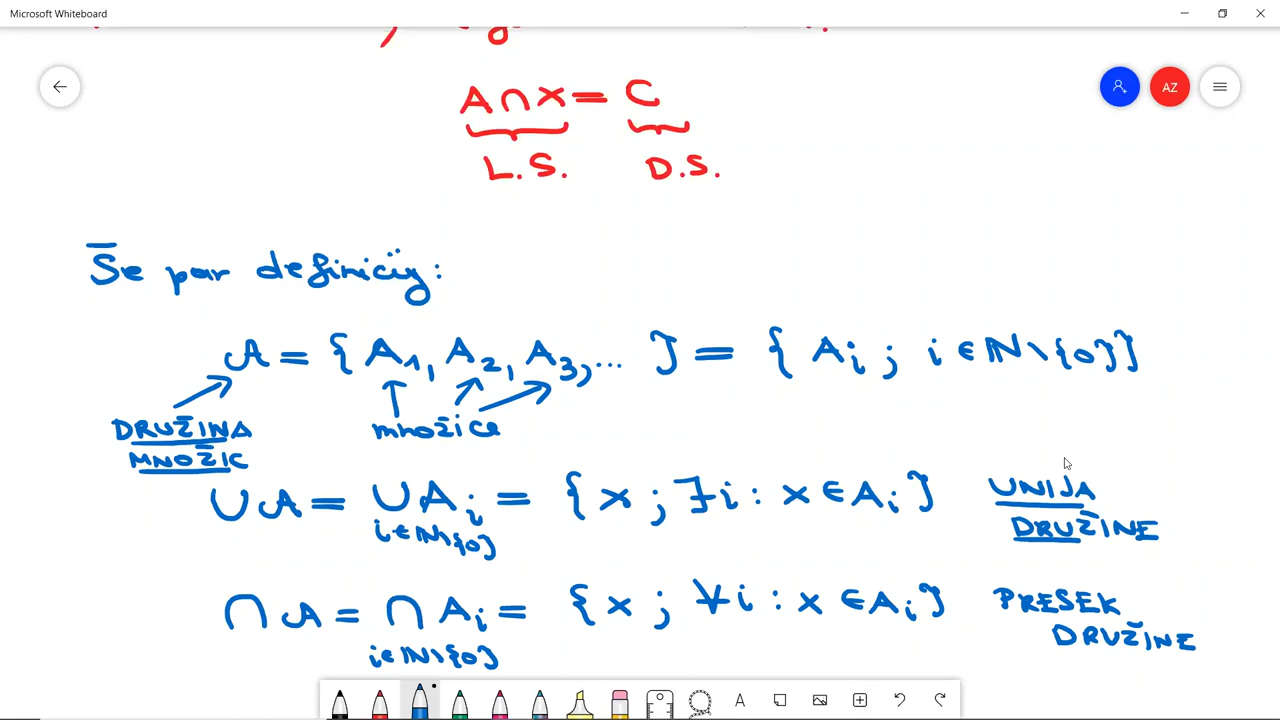 Microsoft Whiteboard
AZ
A∩X = C
L.S. D.S.
Še par definicij:
𝒜 = { A₁, A₂, A₃, ... } = { Aᵢ ; i ∈ ℕ \ {0} }
DRUŽINA MNOŽIC
množice
∪𝒜 = ∪Aᵢ = { x ; ∃i : x ∈ Aᵢ } UNIJA DRUŽINE
i∈ℕ\{0}
∩𝒜 = ∩Aᵢ = { x ; ∀i : x ∈ Aᵢ } PRESEK DRUŽINE
i∈ℕ\{0}
A